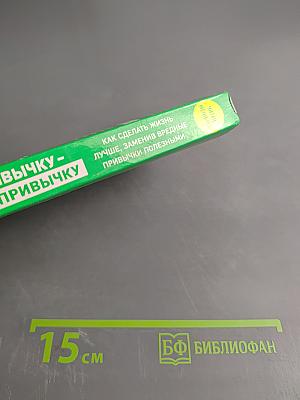 ВЫЧКУ –
ПРИВЫЧКУ
КАК СДЕЛАТЬ ЖИЗНЬ
ЛУЧШЕ, ЗАМЕНИВ ВРЕДНЫЕ
ПРИВЫЧКИ ПОЛЕЗНЫМИ
15 см
БФ БИБЛИОФАН